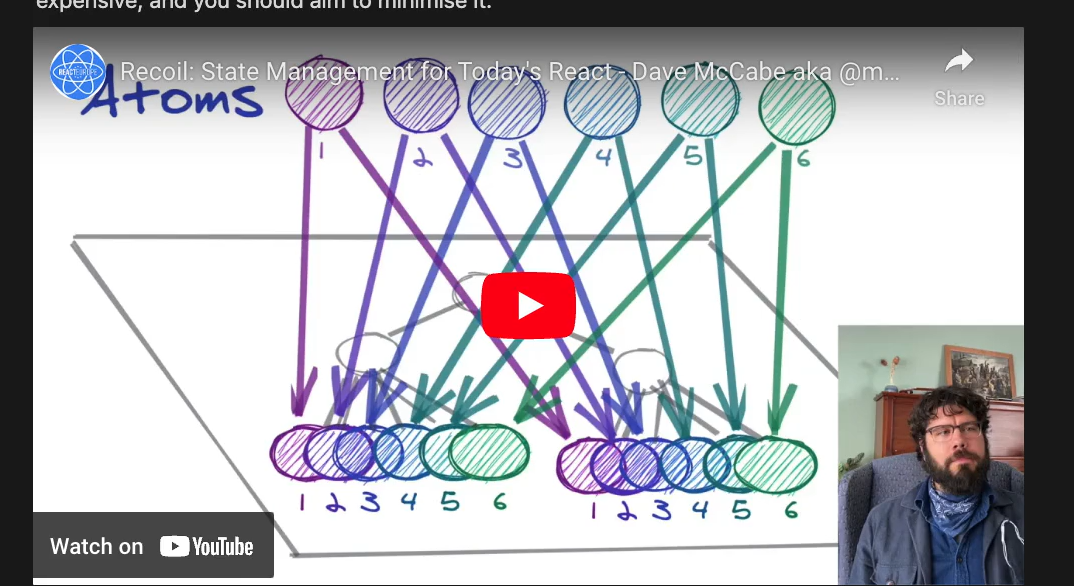 expensive, and you should aim to minimise it.
REACTEUROPE
Recoil: State Management for Today's React - Dave McCabe aka @m...
Share
Atoms
1 2 3 4 5 6
1 2 3 4 5 6
1 2 3 4 5 6
Watch on YouTube